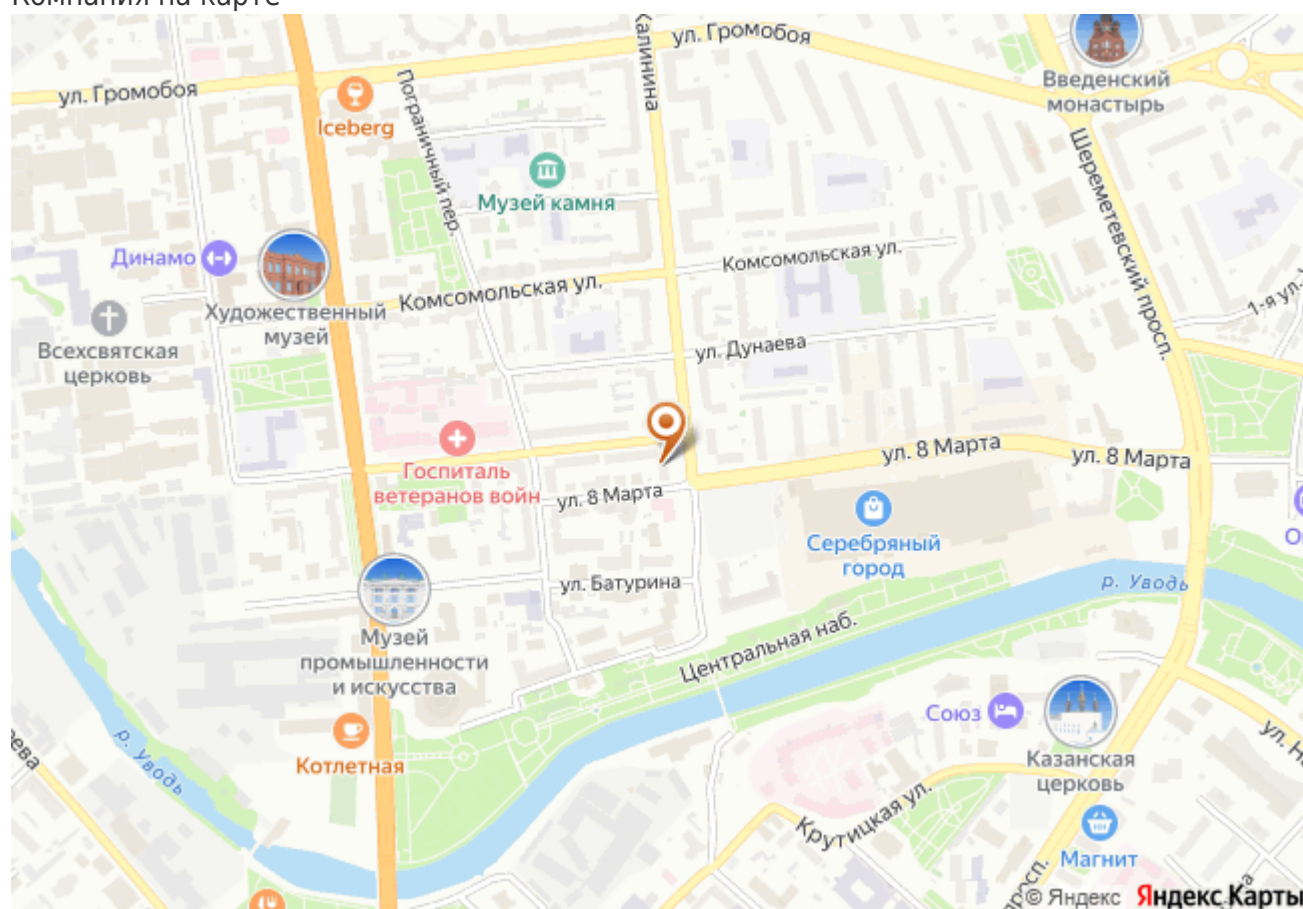 Компания на карте
ул. Громобоя
Калинина
ул. Громобоя
Введенский
монастырь
Iceberg
Пограничный пер.
Музей камня
Шереметевский просп.
Динамо
Художественный
музей
Комсомольская ул.
Комсомольская ул.
1-я ул.
Всехсвятская
церковь
ул. Дунаева
Госпиталь
ветеранов войн
ул. 8 Марта
ул. 8 Марта
ул. 8 Марта
Серебряный
город
ул. Батурина
р. Уводь
Музей
промышленности
и искусства
Центральная наб.
Союз
Казанская
церковь
р. Уводь
Котлетная
Крутицкая ул.
Магнит
© Яндекс Яндекс Карты